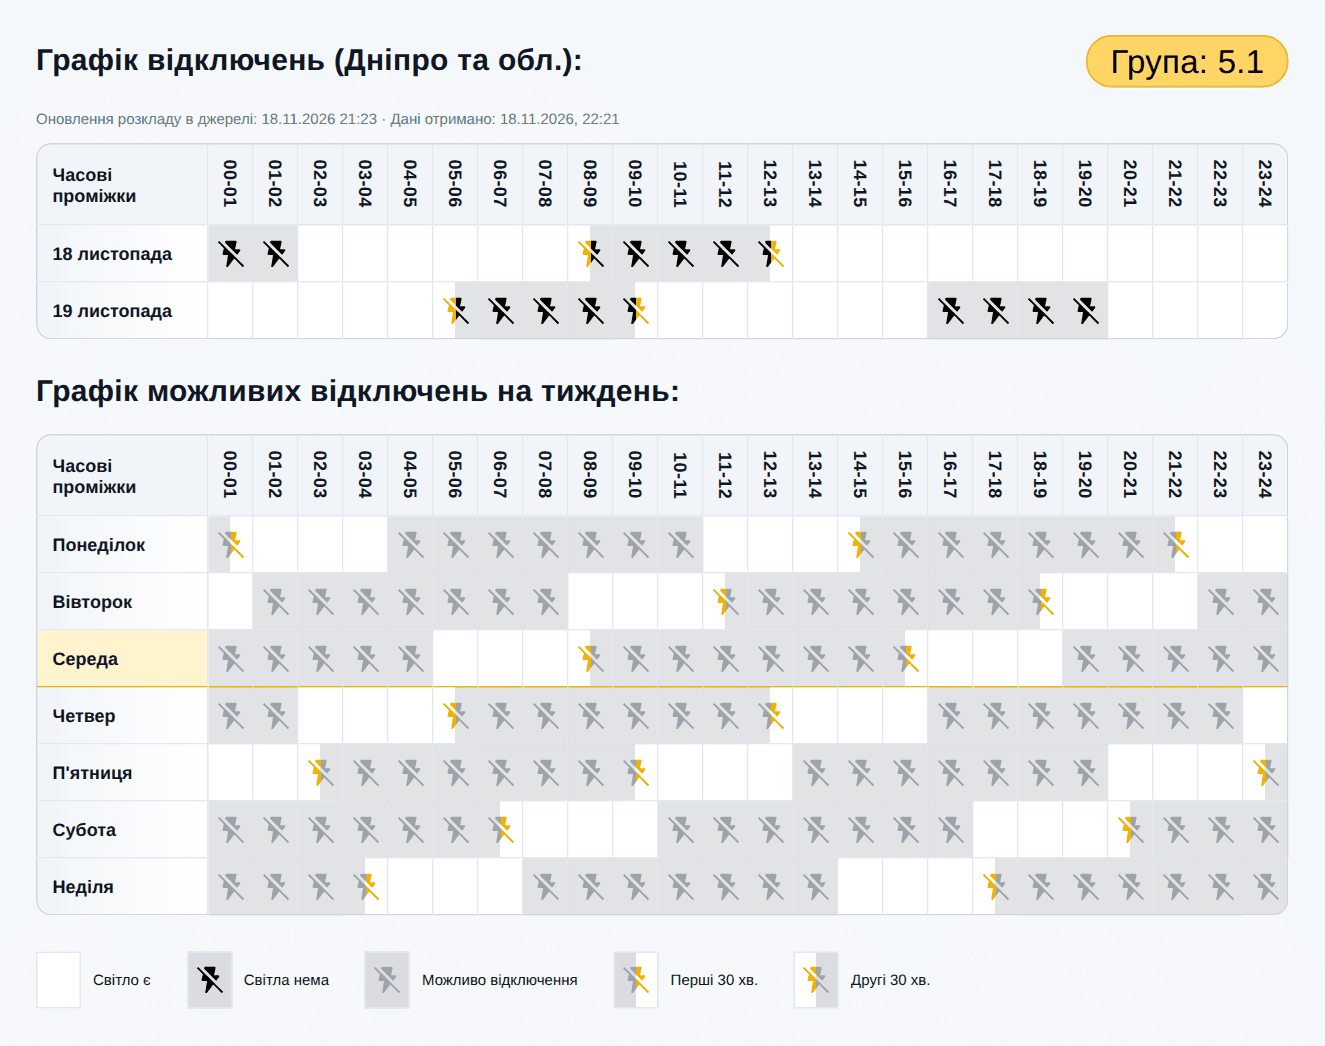 Графік відключень (Дніпро та обл.):
Група: 5.1
Оновлення розкладу в джерелі: 18.11.2026 21:23 · Дані отримано: 18.11.2026, 22:21
Часові
проміжки
00-01 01-02 02-03 03-04 04-05 05-06 06-07 07-08 08-09 09-10 10-11 11-12 12-13 13-14 14-15 15-16 16-17 17-18 18-19 19-20 20-21 21-22 22-23 23-24
18 листопада
19 листопада
Графік можливих відключень на тиждень:
Часові
проміжки
00-01 01-02 02-03 03-04 04-05 05-06 06-07 07-08 08-09 09-10 10-11 11-12 12-13 13-14 14-15 15-16 16-17 17-18 18-19 19-20 20-21 21-22 22-23 23-24
Понеділок
Вівторок
Середа
Четвер
П'ятниця
Субота
Неділя
Світло є
Світла нема
Можливо відключення
Перші 30 хв.
Другі 30 хв.